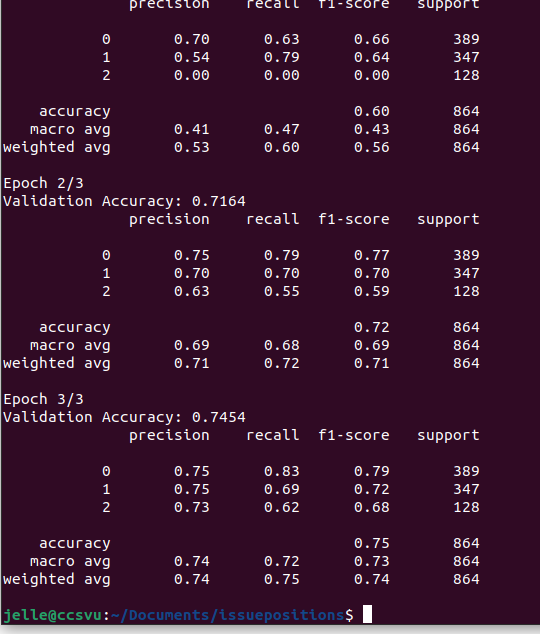 precision recall f1-score support
0 0.70 0.63 0.66 389
1 0.54 0.79 0.64 347
2 0.00 0.00 0.00 128
accuracy 0.60 864
macro avg 0.41 0.47 0.43 864
weighted avg 0.53 0.60 0.56 864
Epoch 2/3
Validation Accuracy: 0.7164
precision recall f1-score support
0 0.75 0.79 0.77 389
1 0.70 0.70 0.70 347
2 0.63 0.55 0.59 128
accuracy 0.72 864
macro avg 0.69 0.68 0.69 864
weighted avg 0.71 0.72 0.71 864
Epoch 3/3
Validation Accuracy: 0.7454
precision recall f1-score support
0 0.75 0.83 0.79 389
1 0.75 0.69 0.72 347
2 0.73 0.62 0.68 128
accuracy 0.75 864
macro avg 0.74 0.72 0.73 864
weighted avg 0.74 0.75 0.74 864
jelle@ccsvu:~/Documents/issuepositions$